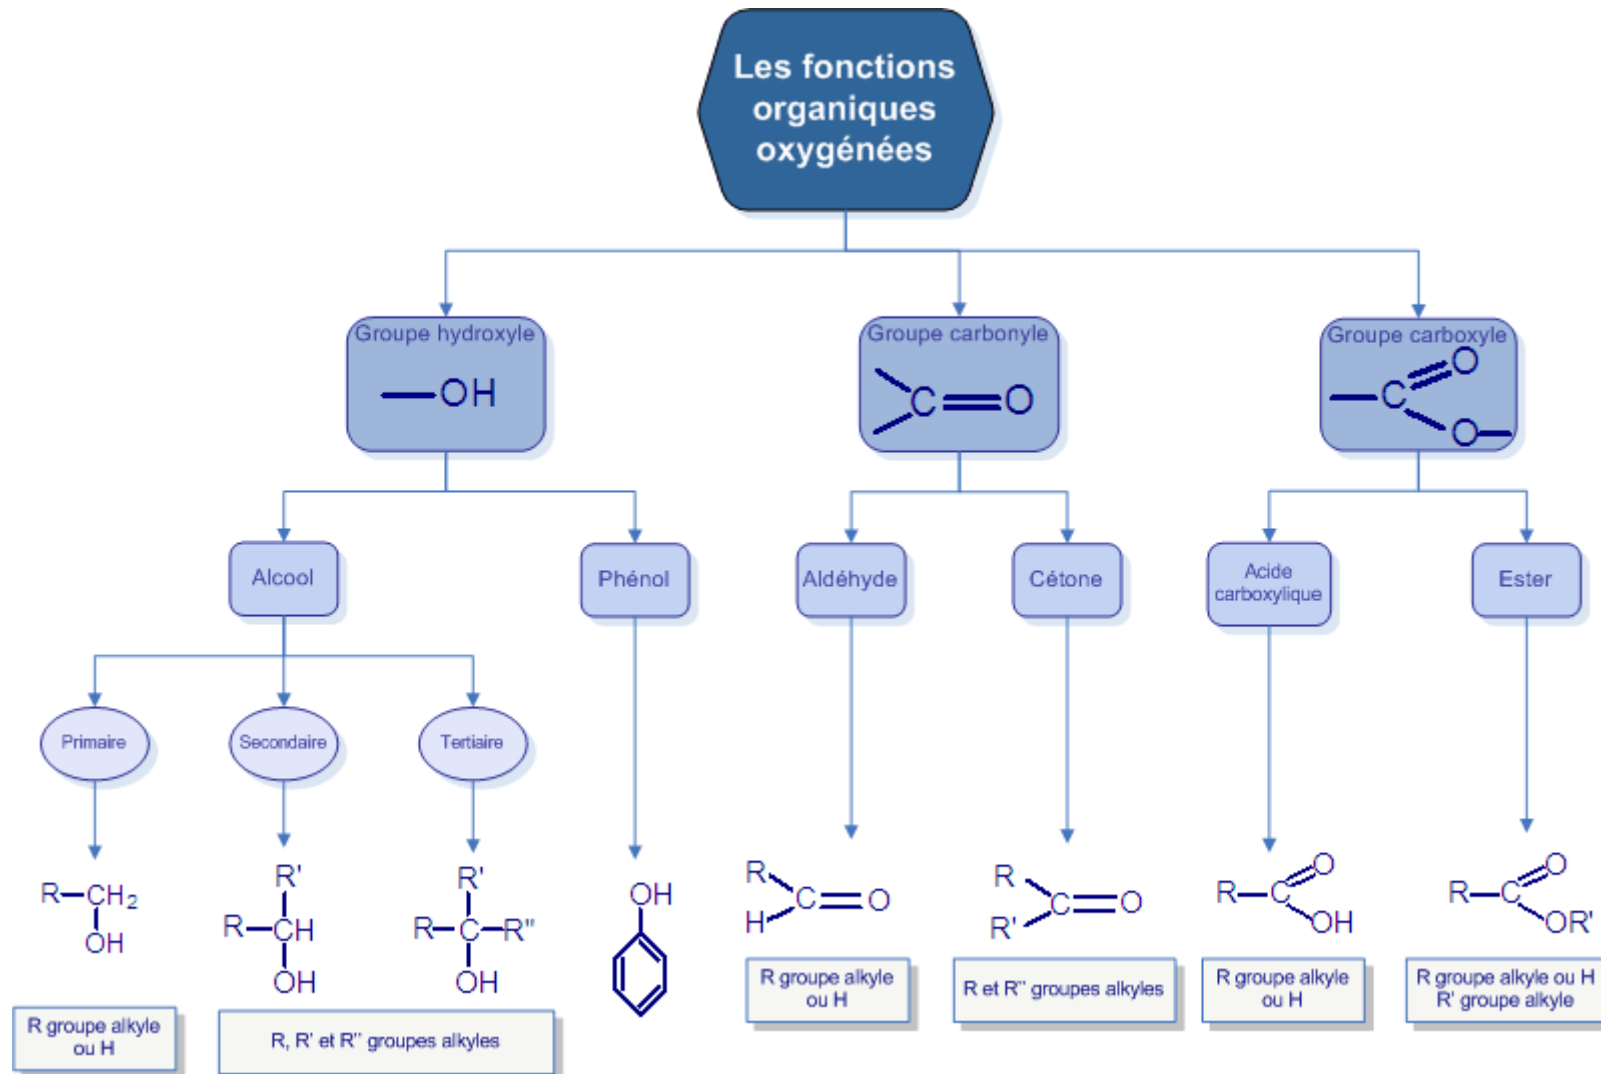 Les fonctions
organiques
oxygénées
Groupe hydroxyle
—OH
Groupe carbonyle
C=O
Groupe carboxyle
O
C
O
Alcool
Phénol
Aldéhyde
Cétone
Acide
carboxylique
Ester
Primaire
Secondaire
Tertiaire
R—CH₂
OH
R'
R—CH
OH
R'
R—C—R"
OH
OH
R
C=O
H
R
C=O
R'
O
R—C
OH
O
R—C
OR'
R groupe alkyle
ou H
R, R' et R" groupes alkyles
R groupe alkyle
ou H
R et R" groupes alkyles
R groupe alkyle
ou H
R groupe alkyle ou H
R' groupe alkyle